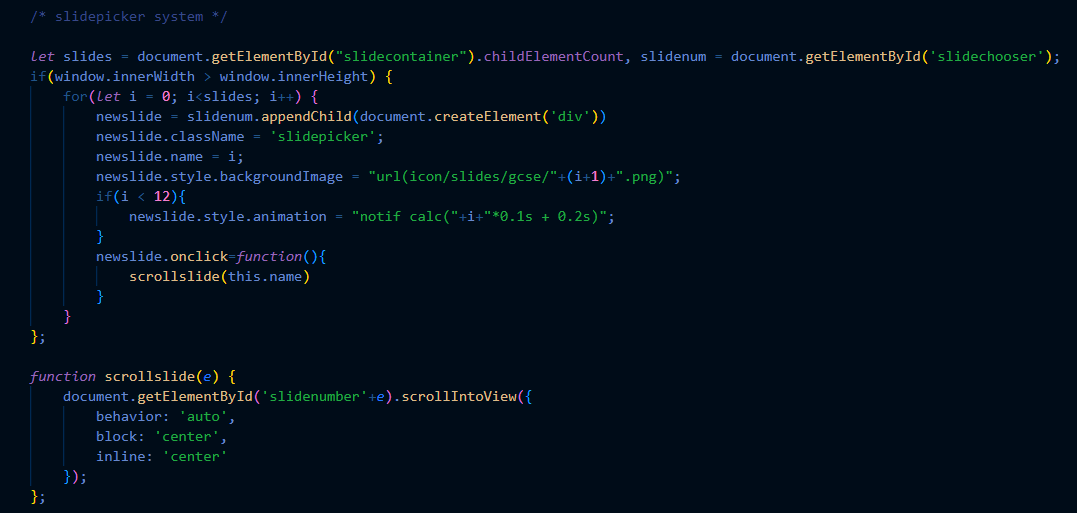 /* slidepicker system */
let slides = document.getElementById("slidecontainer").childElementCount, slidenum = document.getElementById('slidechooser');
if(window.innerWidth > window.innerHeight) {
for(let i = 0; i<slides; i++) {
newslide = slidenum.appendChild(document.createElement('div'))
newslide.className = 'slidepicker';
newslide.name = i;
newslide.style.backgroundImage = "url(icon/slides/gcse/"+(i+1)+".png)";
if(i < 12){
newslide.style.animation = "notif calc("+i+"*0.1s + 0.2s)";
}
newslide.onclick=function(){
scrollslide(this.name)
}
}
};
function scrollslide(e) {
document.getElementById('slidenumber'+e).scrollIntoView({
behavior: 'auto',
block: 'center',
inline: 'center'
});
};